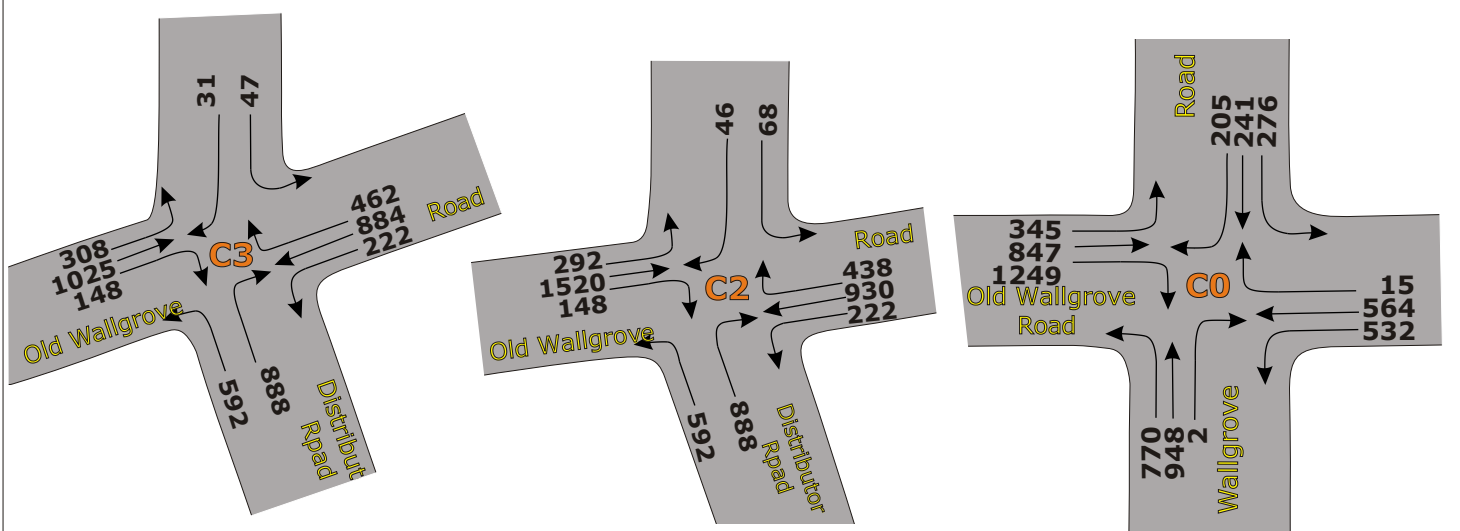 31
47
462
884
222
Road
308
1025
148
C3
Old Wallgrove
592
888
Distribut
Rpad
46
68
Road
292
1520
148
C2
438
930
222
Old Wallgrove
592
888
Distributor
Rpad
Road
205
241
276
345
847
1249
C0
15
564
532
Old Wallgrove
Road
770
948
2
Wallgrove